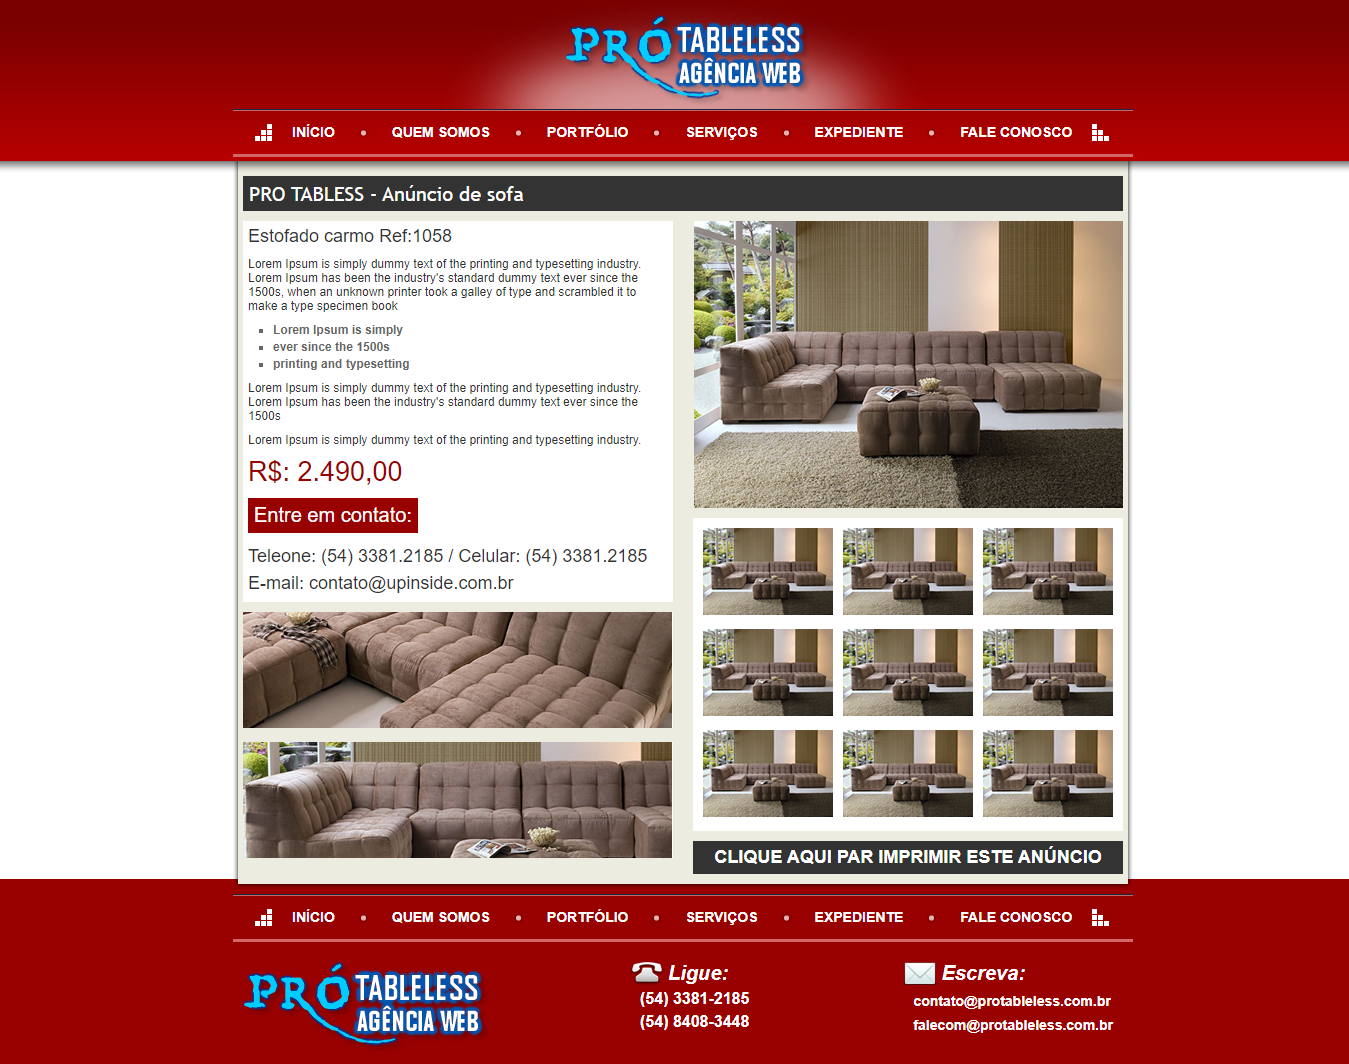 PRÓ TABLELESS
AGÊNCIA WEB
INÍCIO QUEM SOMOS PORTFÓLIO SERVIÇOS EXPEDIENTE FALE CONOSCO
PRO TABLESS - Anúncio de sofa
Estofado carmo Ref:1058
Lorem Ipsum is simply dummy text of the printing and typesetting industry.
Lorem Ipsum has been the industry's standard dummy text ever since the
1500s, when an unknown printer took a galley of type and scrambled it to
make a type specimen book
Lorem Ipsum is simply
ever since the 1500s
printing and typesetting
Lorem Ipsum is simply dummy text of the printing and typesetting industry.
Lorem Ipsum has been the industry's standard dummy text ever since the
1500s
Lorem Ipsum is simply dummy text of the printing and typesetting industry.
R$: 2.490,00
Entre em contato:
Teleone: (54) 3381.2185 / Celular: (54) 3381.2185
E-mail: contato@upinside.com.br
CLIQUE AQUI PAR IMPRIMIR ESTE ANÚNCIO
INÍCIO QUEM SOMOS PORTFÓLIO SERVIÇOS EXPEDIENTE FALE CONOSCO
PRÓ TABLELESS
AGÊNCIA WEB
Ligue:
(54) 3381-2185
(54) 8408-3448
Escreva:
contato@protableless.com.br
falecom@protableless.com.br